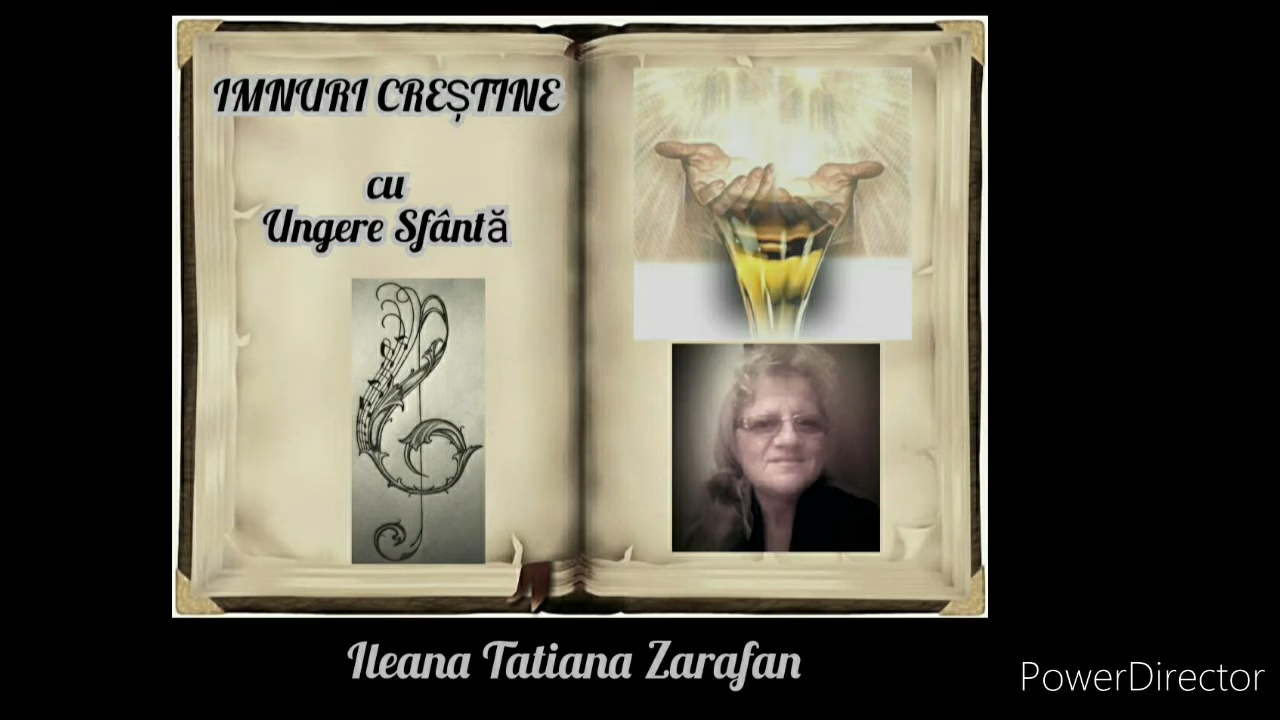 IMNURI CREȘTINE
cu
Ungere Sfântă
Ileana Tatiana Zarafan
PowerDirector